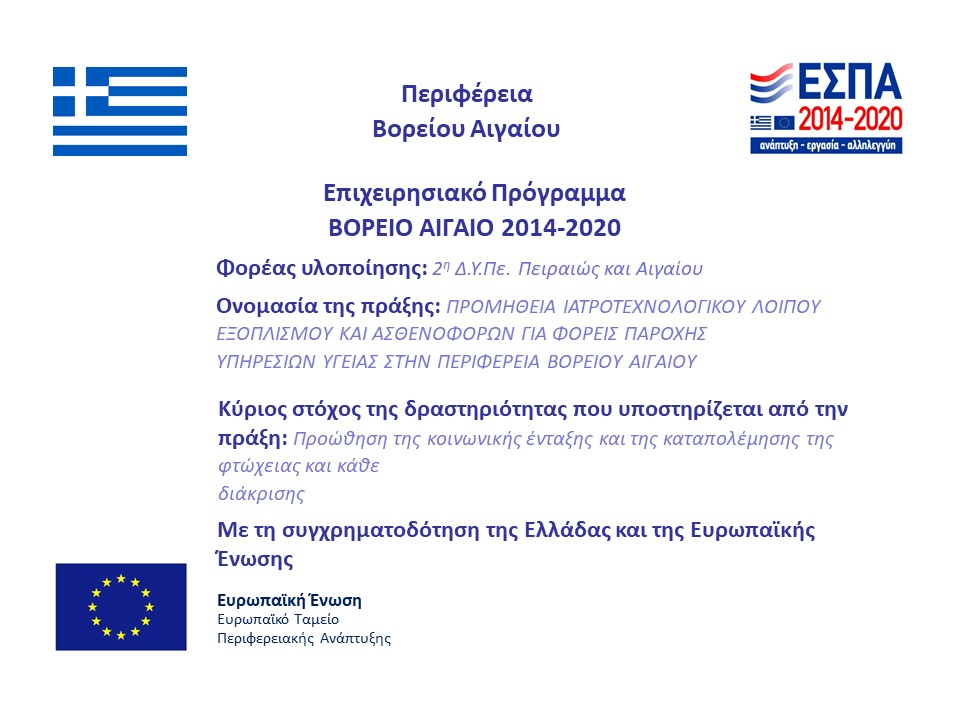 Περιφέρεια
Βορείου Αιγαίου
ΕΣΠΑ
2014-2020
ανάπτυξη - εργασία - αλληλεγγύη
Επιχειρησιακό Πρόγραμμα
ΒΟΡΕΙΟ ΑΙΓΑΙΟ 2014-2020
Φορέας υλοποίησης: 2η Δ.Υ.Πε. Πειραιώς και Αιγαίου
Ονομασία της πράξης: ΠΡΟΜΗΘΕΙΑ ΙΑΤΡΟΤΕΧΝΟΛΟΓΙΚΟΥ ΛΟΙΠΟΥ
ΕΞΟΠΛΙΣΜΟΥ ΚΑΙ ΑΣΘΕΝΟΦΟΡΩΝ ΓΙΑ ΦΟΡΕΙΣ ΠΑΡΟΧΗΣ
ΥΠΗΡΕΣΙΩΝ ΥΓΕΙΑΣ ΣΤΗΝ ΠΕΡΙΦΕΡΕΙΑ ΒΟΡΕΙΟΥ ΑΙΓΑΙΟΥ
Κύριος στόχος της δραστηριότητας που υποστηρίζεται από την
πράξη: Προώθηση της κοινωνικής ένταξης και της καταπολέμησης της
φτώχειας και κάθε
διάκρισης
Με τη συγχρηματοδότηση της Ελλάδας και της Ευρωπαϊκής
Ένωσης
Ευρωπαϊκή Ένωση
Ευρωπαϊκό Ταμείο
Περιφερειακής Ανάπτυξης